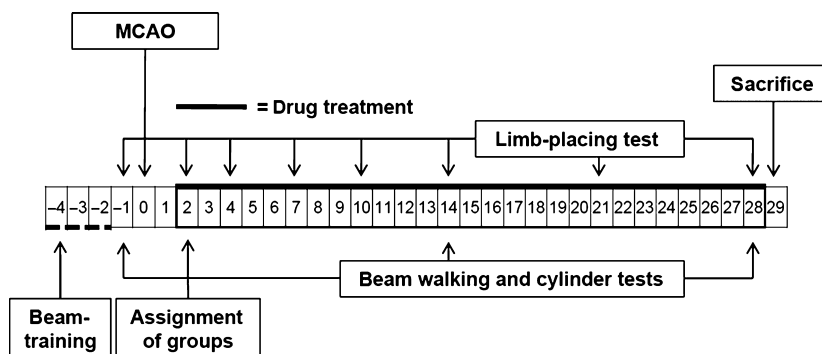 MCAO
Sacrifice
= Drug treatment
Limb-placing test
–4 –3 –2 –1 0 1 2 3 4 5 6 7 8 9 10 11 12 13 14 15 16 17 18 19 20 21 22 23 24 25 26 27 28 29
Beam walking and cylinder tests
Beam-
training
Assignment
of groups